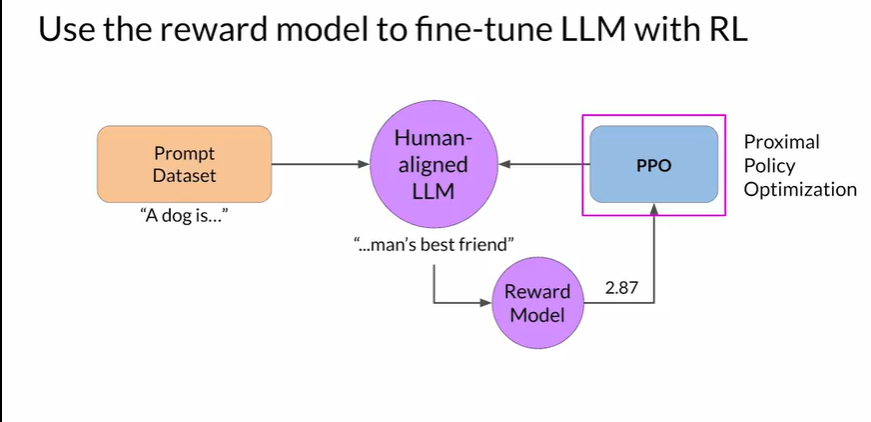 Use the reward model to fine-tune LLM with RL
Prompt
Dataset
“A dog is...”
Human-
aligned
LLM
“...man’s best friend”
Reward
Model
2.87
PPO
Proximal
Policy
Optimization